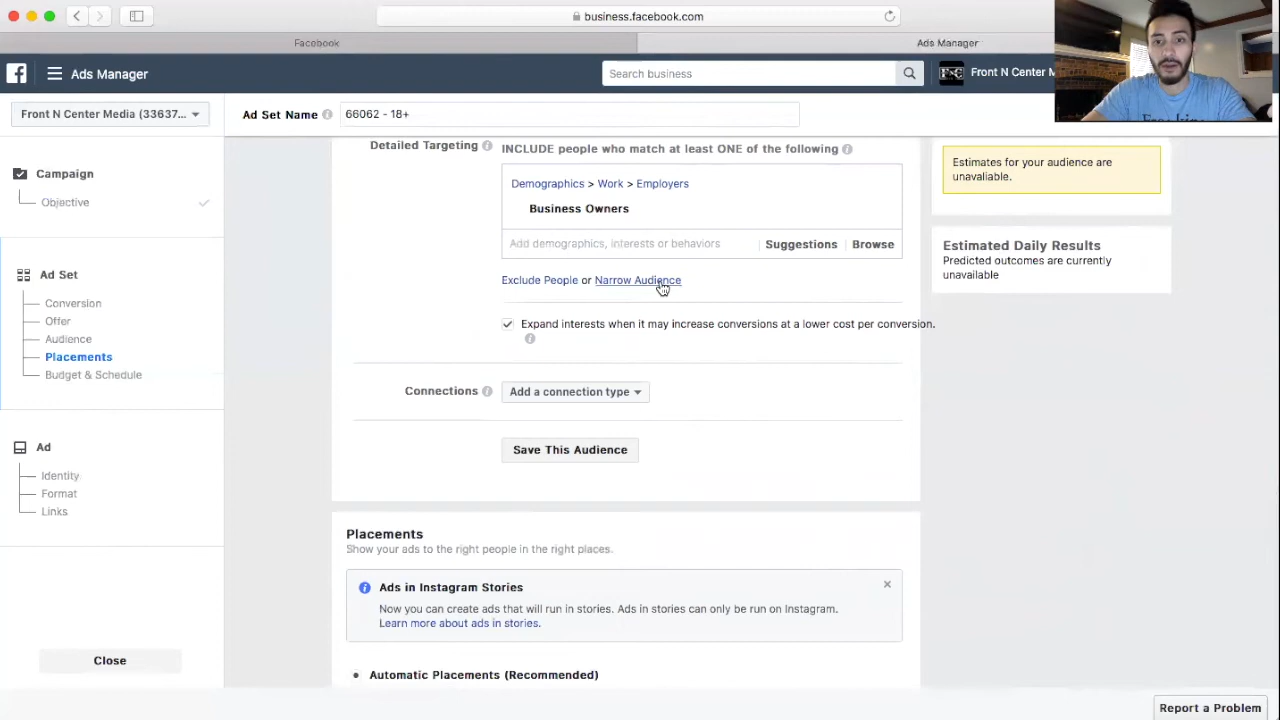 business.facebook.com
Facebook
Ads Manager
Ads Manager
Search business
Front N Center M
Front N Center Media (33637...
Ad Set Name
66062 - 18+
Campaign
Objective
Ad Set
Conversion
Offer
Audience
Placements
Budget & Schedule
Ad
Identity
Format
Links
Close
Detailed Targeting
INCLUDE people who match at least ONE of the following
Demographics > Work > Employers
Business Owners
Add demographics, interests or behaviors
Suggestions
Browse
Exclude People or Narrow Audience
Expand interests when it may increase conversions at a lower cost per conversion.
Connections
Add a connection type
Save This Audience
Placements
Show your ads to the right people in the right places.
Ads in Instagram Stories
Now you can create ads that will run in stories. Ads in stories can only be run on Instagram.
Learn more about ads in stories.
Automatic Placements (Recommended)
Estimates for your audience are
unavailable.
Estimated Daily Results
Predicted outcomes are currently
unavailable
Report a Problem